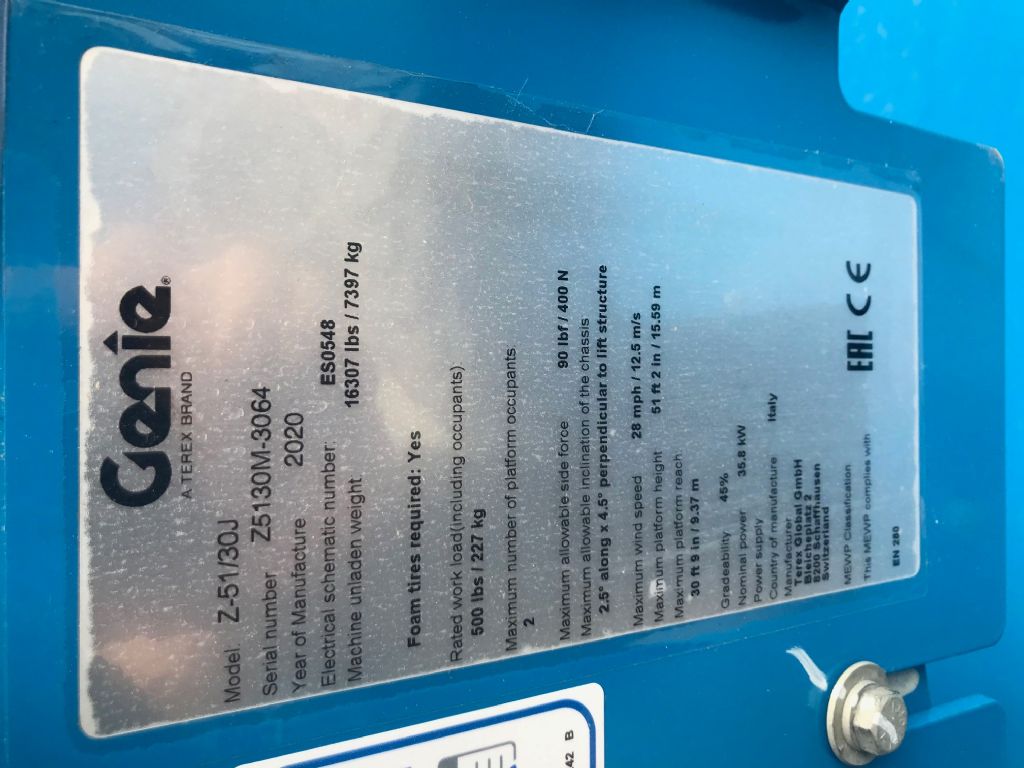 Genie®
A TEREX BRAND
Model: Z-51/30J
Serial number Z5130M-3064
Year of Manufacture 2020
Electrical schematic number: ES0548
Machine unladen weight 16307 lbs / 7397 kg
Foam tires required: Yes
Rated work load(including occupants)
500 lbs / 227 kg
Maximum number of platform occupants
2
Maximum allowable side force 90 lbf / 400 N
Maximum allowable inclination of the chassis
2.5° along x 4.5° perpendicular to lift structure
Maximum wind speed 28 mph / 12.5 m/s
Maximum platform height 51 ft 2 in / 15.59 m
Maximum platform reach
30 ft 9 in / 9.37 m
Gradeability 45%
Nominal power 35.8 kW
Power supply
Country of manufacture Italy
Manufacturer
Terex Global GmbH
Bleicheplatz 2
8200 Schaffhausen
Switzerland
MEWP Classification
This MEWP complies with
EN 280
EAC CE
42 B